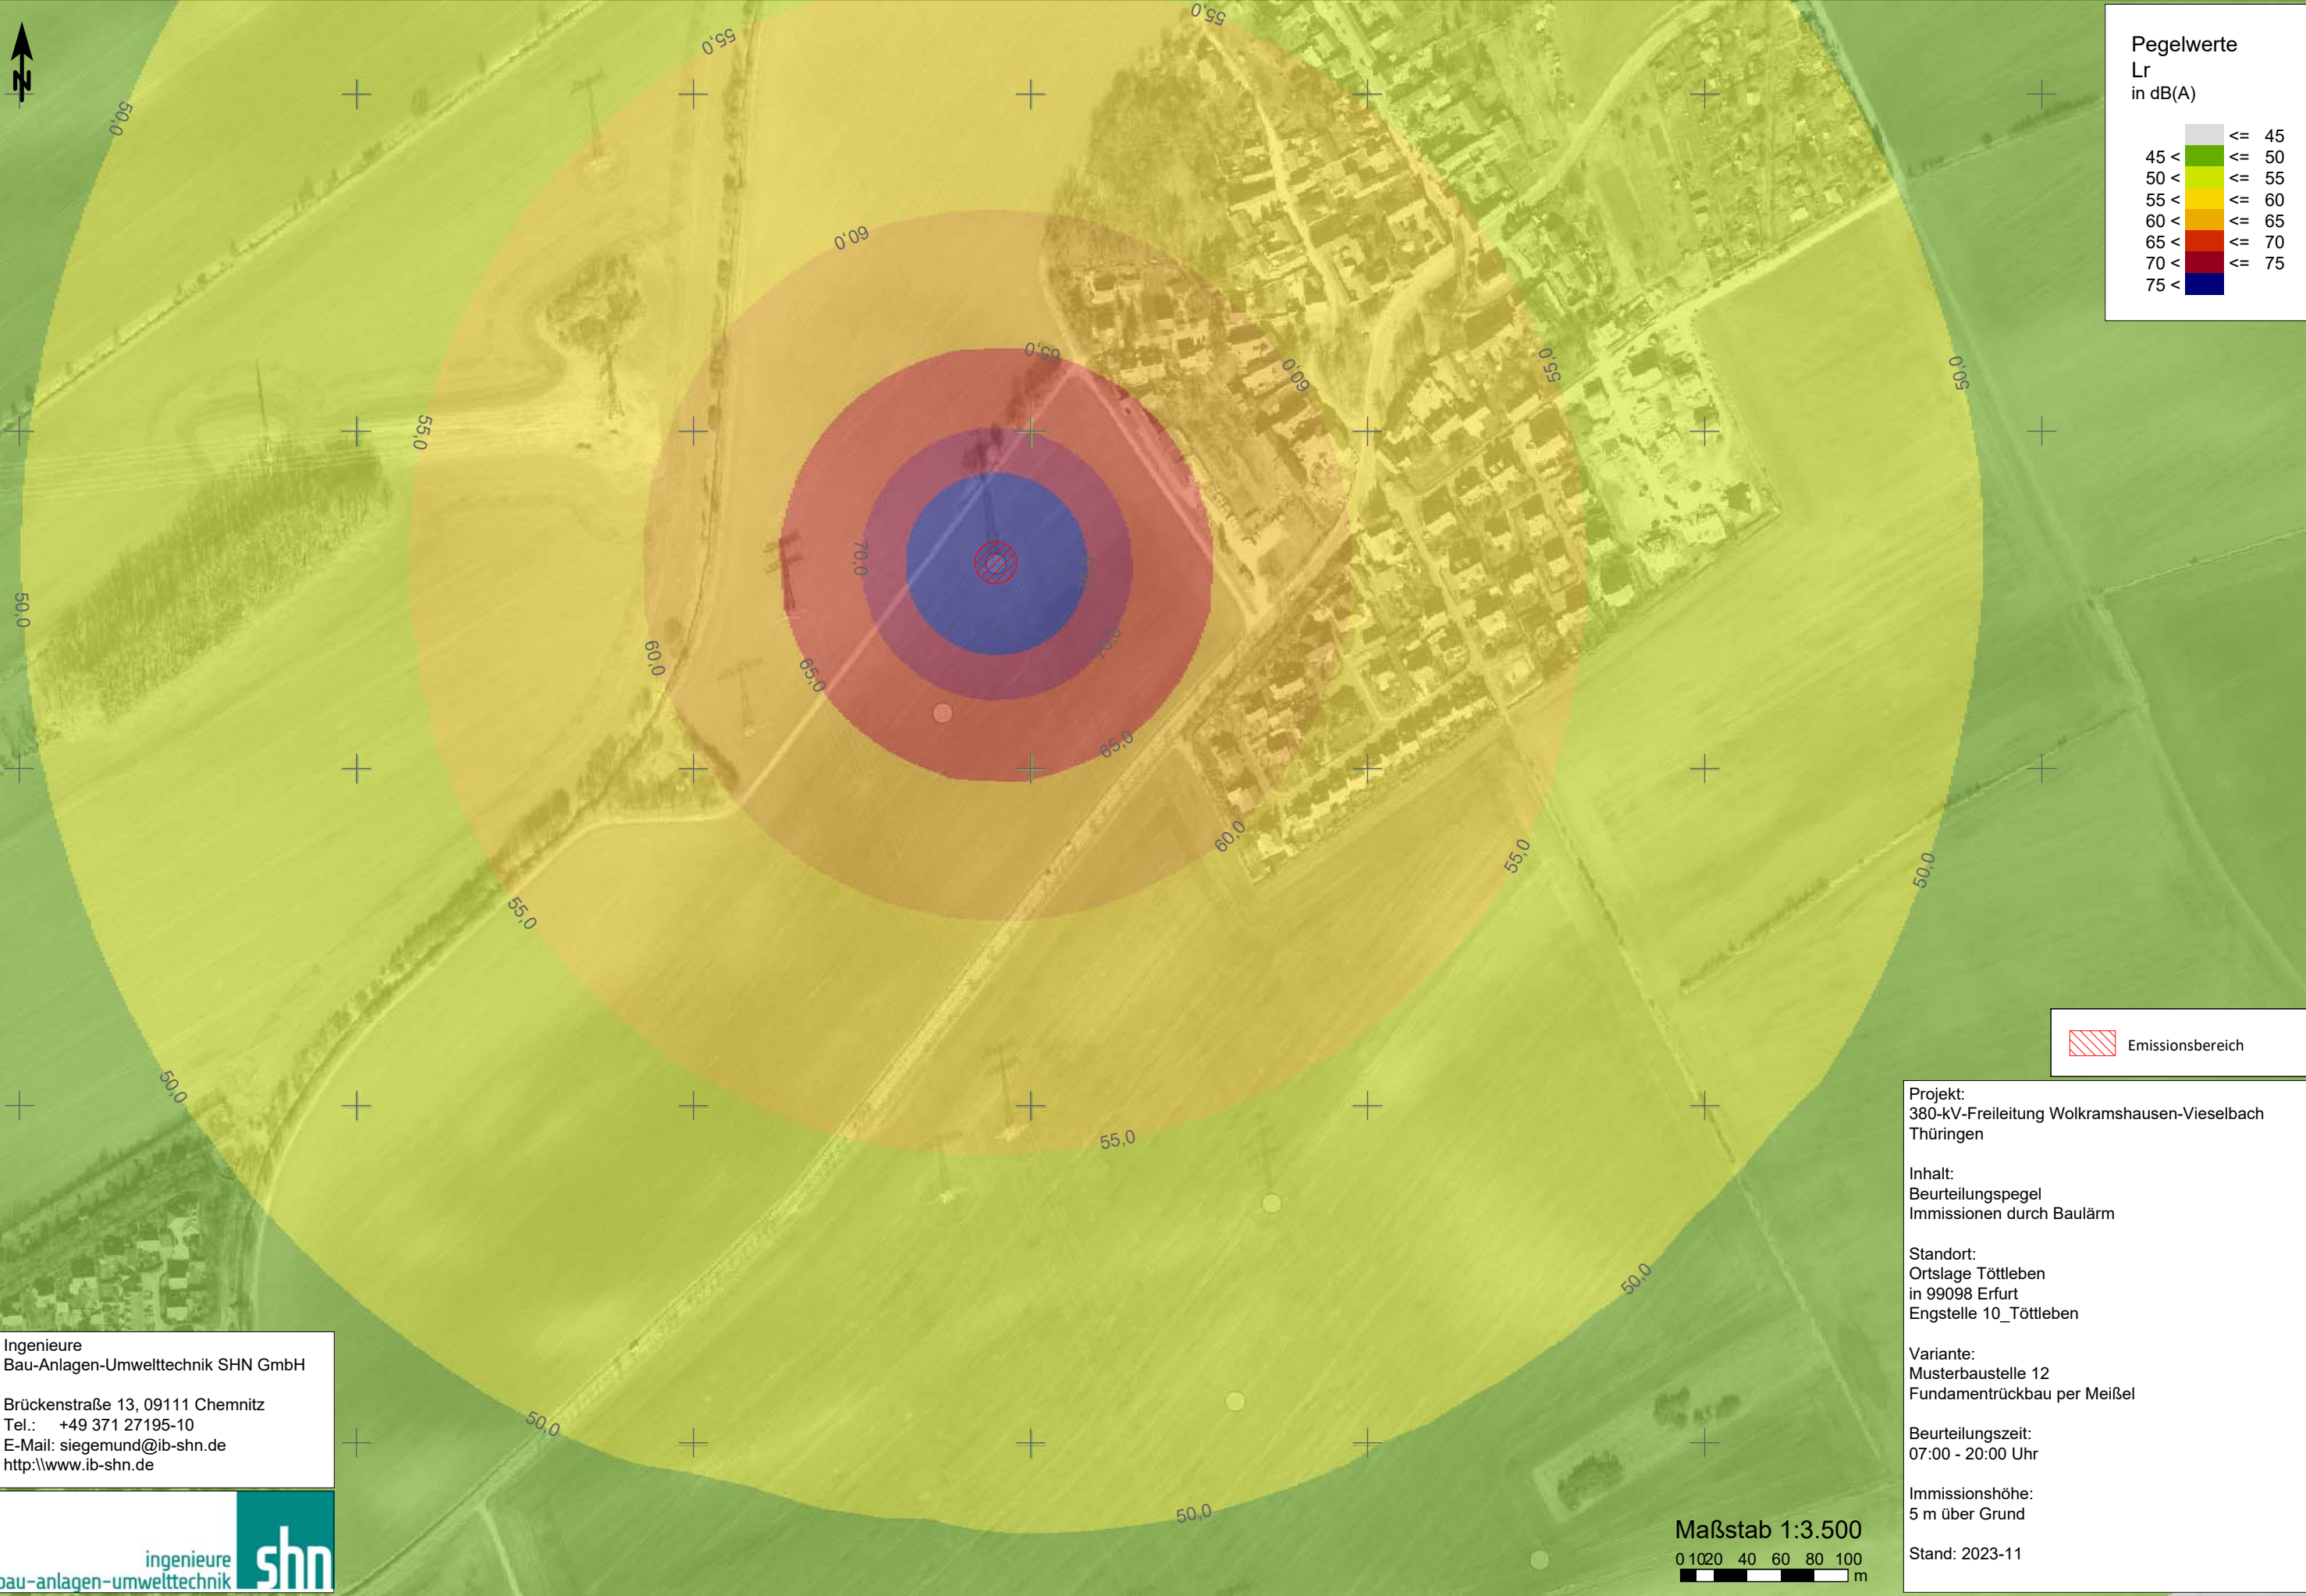 N
Pegelwerte
Lr
in dB(A)
<= 45
45 < <= 50
50 < <= 55
55 < <= 60
60 < <= 65
65 < <= 70
70 < <= 75
75 <
55,0
55,0
50,0
60,0
65,0
60,0
55,0
50,0
55,0
70,0
50,0
70,0
60,0
65,0
65,0
60,0
55,0
50,0
55,0
50,0
55,0
50,0
50,0
50,0
Emissionsbereich
Projekt:
380-kV-Freileitung Wolkramshausen-Vieselbach
Thüringen
Inhalt:
Beurteilungspegel
Immissionen durch Baulärm
Standort:
Ortslage Töttleben
in 99098 Erfurt
Engstelle 10_Töttleben
Variante:
Musterbaustelle 12
Fundamentrückbau per Meißel
Beurteilungszeit:
07:00 - 20:00 Uhr
Immissionshöhe:
5 m über Grund
Stand: 2023-11
Maßstab 1:3.500
0 10 20 40 60 80 100
m
Ingenieure
Bau-Anlagen-Umwelttechnik SHN GmbH
Brückenstraße 13, 09111 Chemnitz
Tel.: +49 371 27195-10
E-Mail: siegemund@ib-shn.de
http:\\www.ib-shn.de
ingenieure
bau-anlagen-umwelttechnik
shn